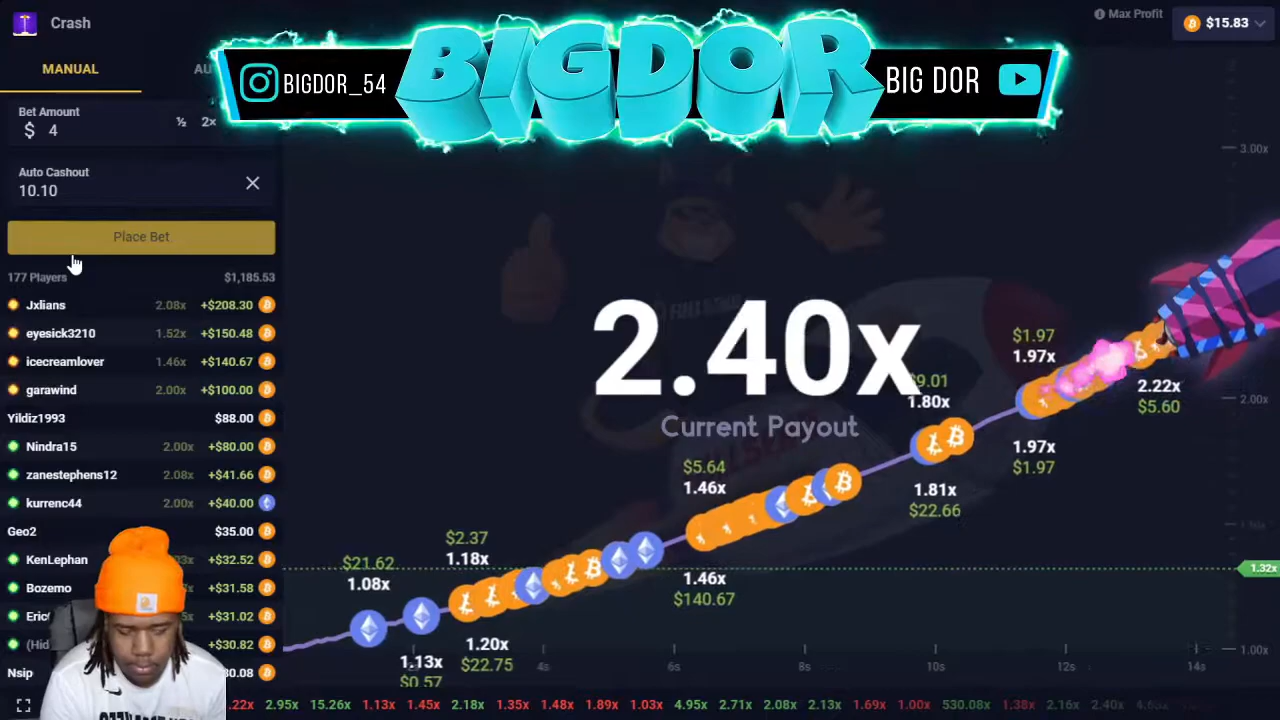 Crash
Max Profit
$15.83
BIGDOR_54
BIGDOR
BIG DOR
MANUAL
AU
Bet Amount
$ 4
½ 2x
Auto Cashout
10.10
Place Bet
177 Players $1,185.53
Jxlians 2.08x +$208.30
eyesick3210 1.52x +$150.48
icecreamlover 1.46x +$140.67
garawind 2.00x +$100.00
Yildiz1993 $88.00
Nindra15 2.00x +$80.00
zanestephens12 2.08x +$41.66
kurrenc44 2.00x +$40.00
Geo2 $35.00
KenLephan +$32.52
Bozemo +$31.58
Eric +$31.02
(Hid +$30.82
Nsip
2.40x
Current Payout
$21.62
1.08x
1.13x
$0.57
$2.37
1.18x
1.20x
$22.75
$5.64
1.46x
1.46x
$140.67
$9.01
1.80x
1.81x
$22.66
$1.97
1.97x
1.97x
$1.97
2.22x
$5.60
3.00x
2.00x
1.50x
1.32x
1.00x
4s 6s 8s 10s 12s 14s
2.95x 15.26x 1.13x 1.45x 2.18x 1.35x 1.48x 1.89x 1.03x 4.95x 2.71x 2.08x 2.13x 1.69x 1.00x 530.08x 1.38x 2.16x 2.40x